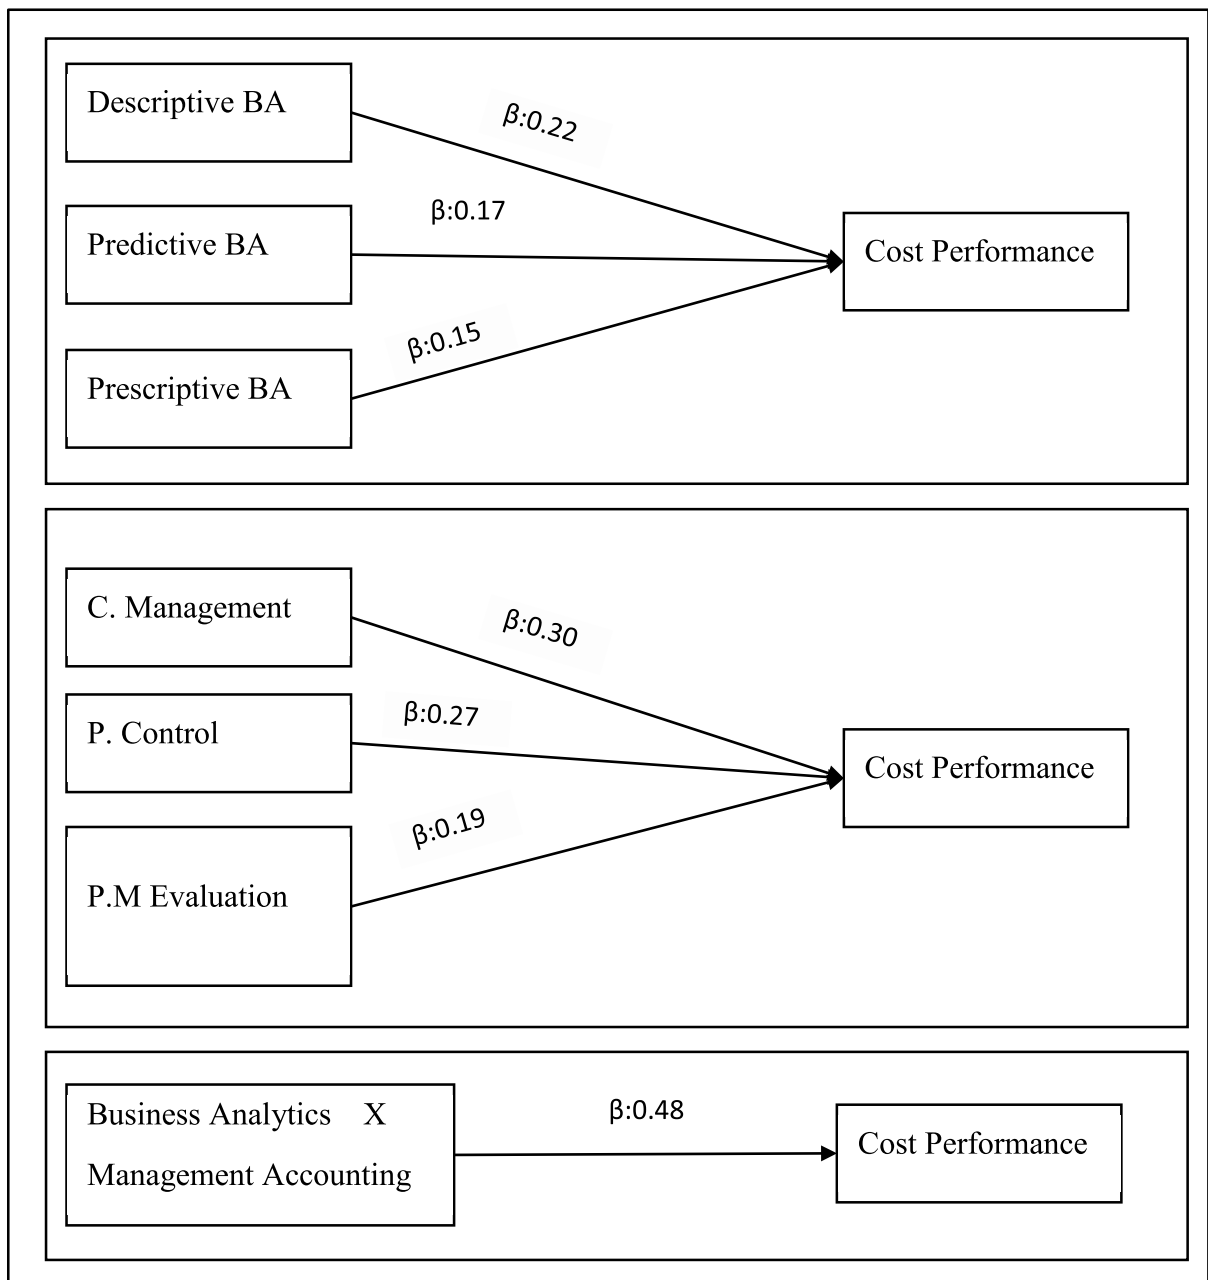 Descriptive BA
β:0.22
Predictive BA
β:0.17
Cost Performance
Prescriptive BA
β:0.15
C. Management
β:0.30
P. Control
β:0.27
Cost Performance
P.M Evaluation
β:0.19
Business Analytics X
Management Accounting
β:0.48
Cost Performance